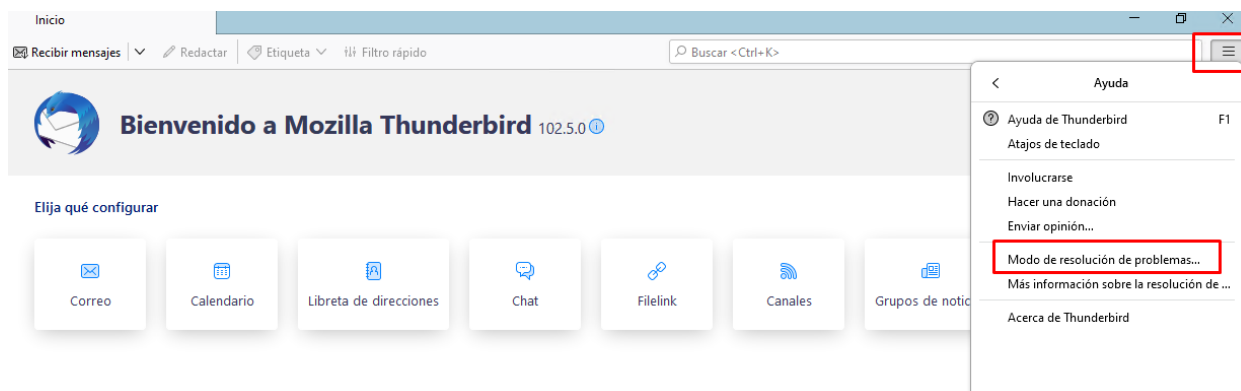 Inicio
Recibir mensajes Redactar Etiqueta Filtro rápido Buscar <Ctrl+K>
Ayuda
Bienvenido a Mozilla Thunderbird 102.5.0
Ayuda de Thunderbird F1
Atajos de teclado
Involucrarse
Hacer una donación
Enviar opinión...
Modo de resolución de problemas...
Más información sobre la resolución de ...
Acerca de Thunderbird
Elija qué configurar
Correo Calendario Libreta de direcciones Chat Filelink Canales Grupos de notic